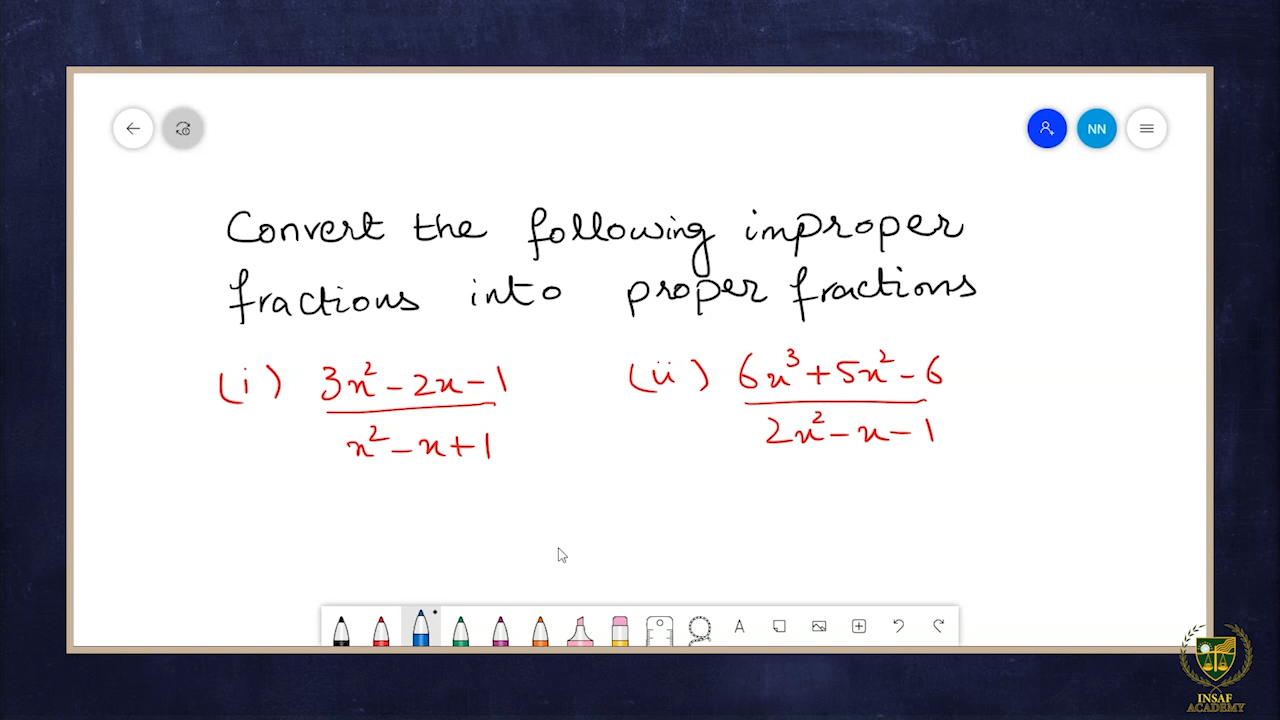 NN
Convert the following improper
fractions into proper fractions
(i) 3x² - 2x - 1 / x² - x + 1 (ii) 6x³ + 5x² - 6 / 2x² - x - 1
A
INSAF
ACADEMY